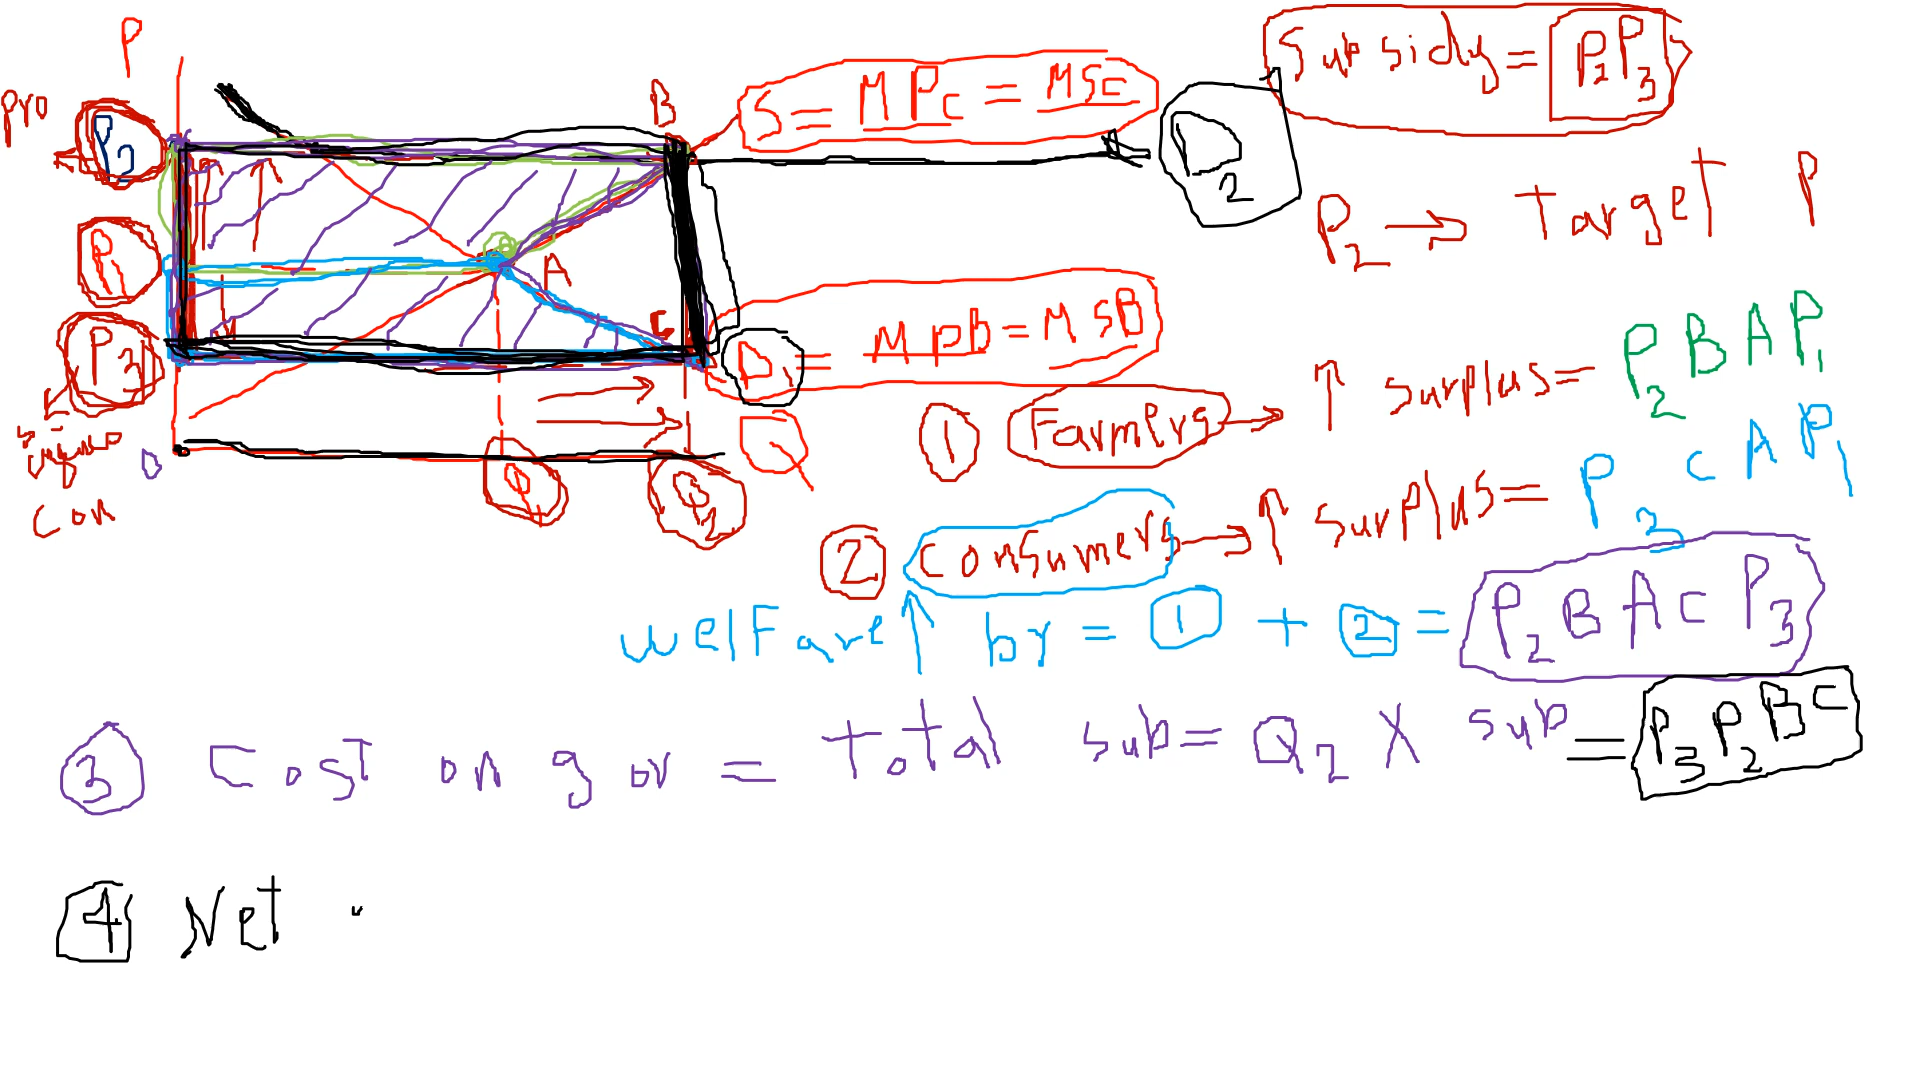 P
Pro
P2
P1
P3
Con
O
B
A
C
Q1
Q2
Q
S = MPC = MSC
D2
D1 = MPB = MSB
Subsidy = P2P3
P2 → Target P
① Farmers → ↑ surplus = P2BAP1
② Consumers → ↑ surplus = P3CAP1
welfare ↑ by = ① + ② = P2BACP3
③ Cost on gov = total sub = Q2 X sub = P3P2BC
4 Net